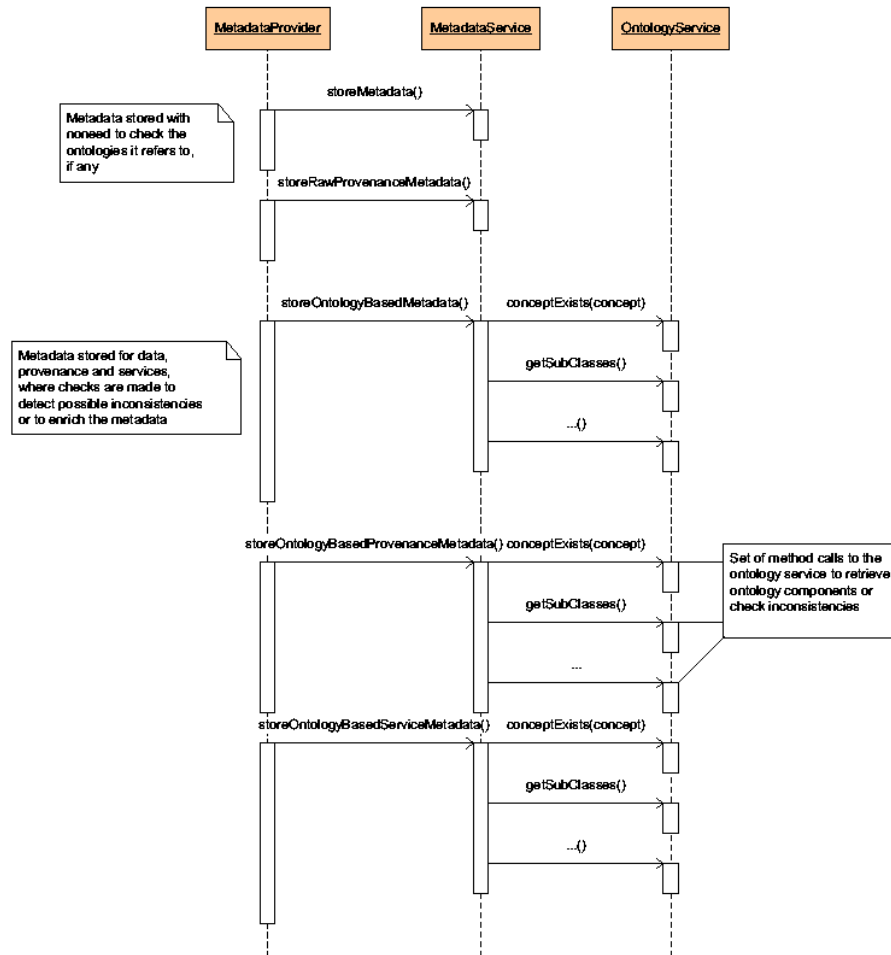 MetadataProvider
MetadataService
OntologyService
storeMetadata()
Metadata stored with
noneed to check the
ontologies it refers to,
if any
storeRawProvenanceMetadata()
storeOntologyBasedMetadata()
conceptExists(concept)
Metadata stored for data,
provenance and services,
where checks are made to
detect possible inconsistencies
or to enrich the metadata
getSubClasses()
...()
storeOntologyBasedProvenanceMetadata()
conceptExists(concept)
Set of method calls to the
ontology service to retrieve
ontology components or
check inconsistencies
getSubClasses()
...
storeOntologyBasedServiceMetadata()
conceptExists(concept)
getSubClasses()
...()